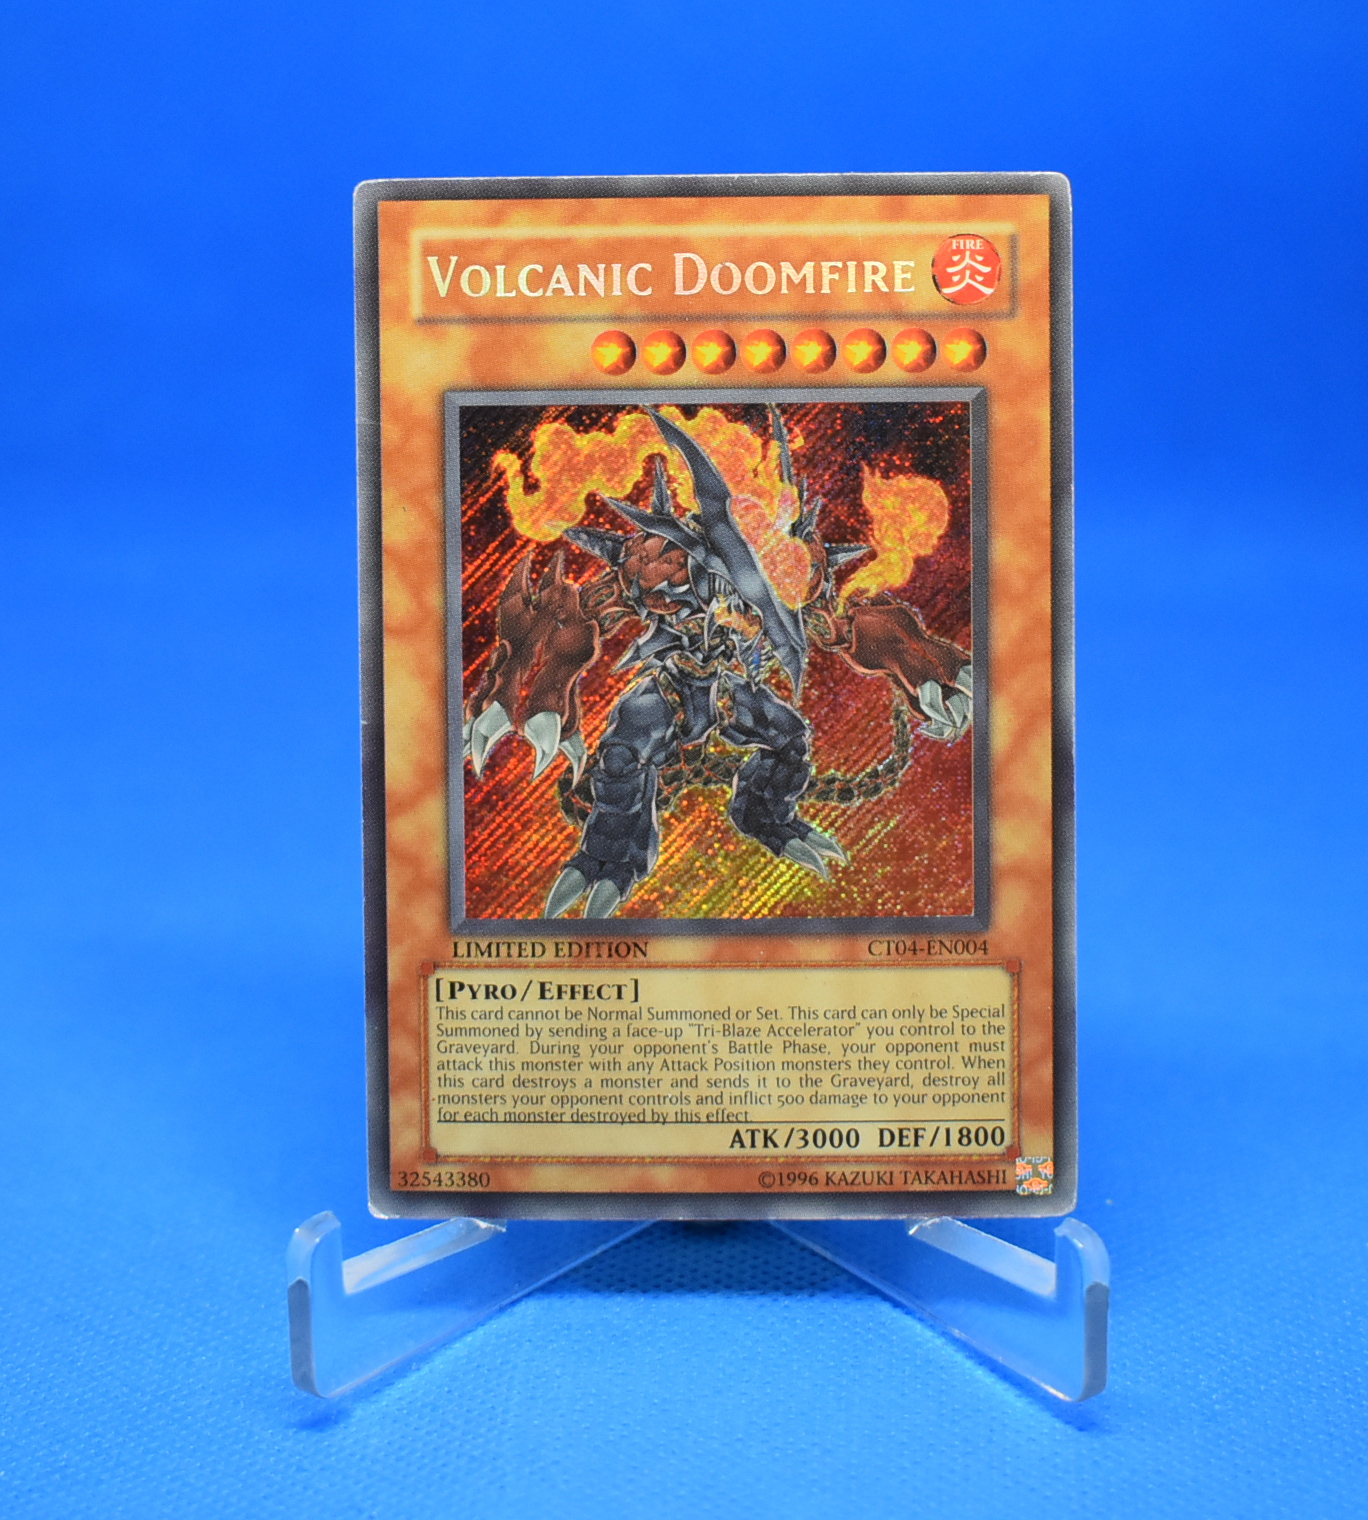 VOLCANIC DOOMFIRE
FIRE
炎
LIMITED EDITION
CT04-EN004
[PYRO/EFFECT]
This card cannot be Normal Summoned or Set. This card can only be Special
Summoned by sending a face-up "Tri-Blaze Accelerator" you control to the
Graveyard. During your opponent's Battle Phase, your opponent must
attack this monster with any Attack Position monsters they control. When
this card destroys a monster and sends it to the Graveyard, destroy all
monsters your opponent controls and inflict 500 damage to your opponent
for each monster destroyed by this effect.
ATK/3000 DEF/1800
32543380
©1996 KAZUKI TAKAHASHI